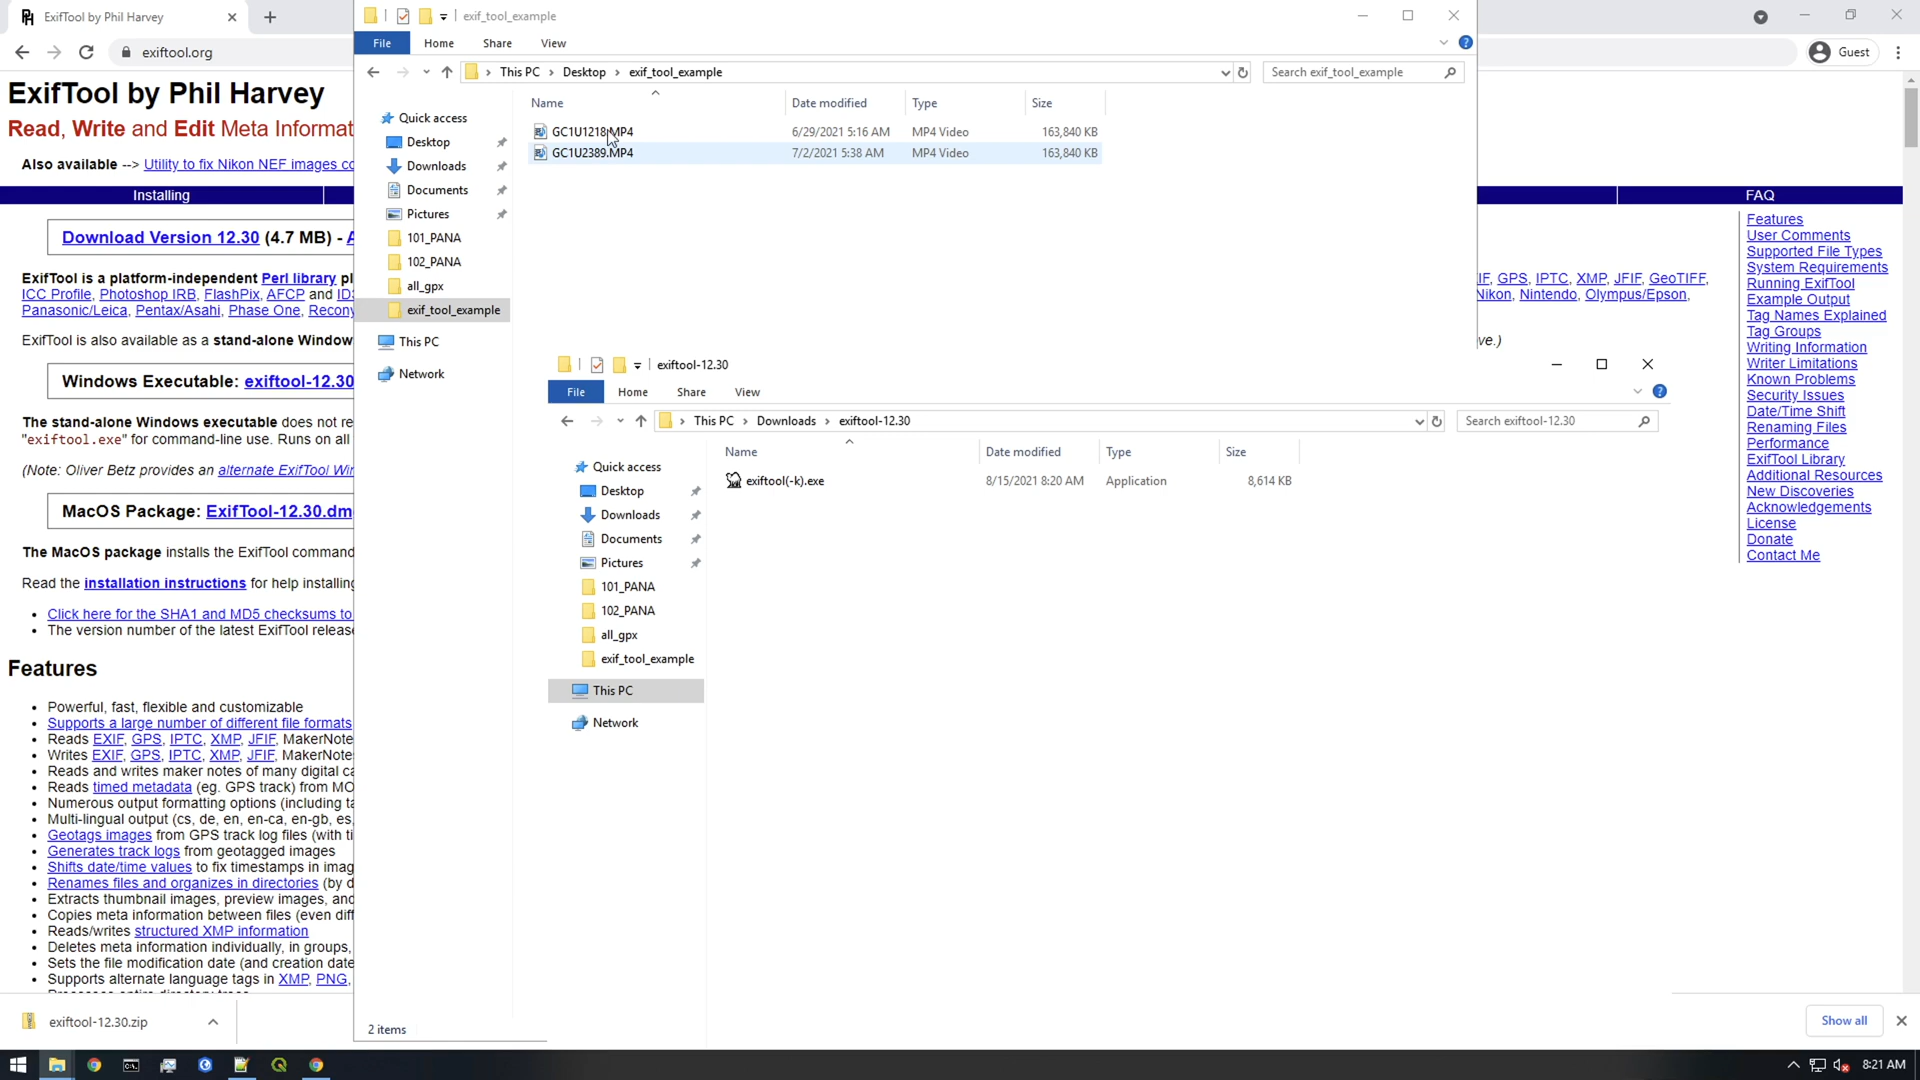 ExifTool by Phil Harvey
exiftool.org
Guest
ExifTool by Phil Harvey
Read, Write and Edit Meta Informat
Also available --> Utility to fix Nikon NEF images co
Installing
FAQ
Download Version 12.30 (4.7 MB) - A
ExifTool is a platform-independent Perl library pl
ICC Profile, Photoshop IRB, FlashPix, AFCP and ID3
Panasonic/Leica, Pentax/Asahi, Phase One, Recony
IF, GPS, IPTC, XMP, JFIF, GeoTIFF,
Nikon, Nintendo, Olympus/Epson,
ExifTool is also available as a stand-alone Window
ve.)
Windows Executable: exiftool-12.30
The stand-alone Windows executable does not re
"exiftool.exe" for command-line use. Runs on all
(Note: Oliver Betz provides an alternate ExifTool Wir
MacOS Package: ExifTool-12.30.dm
The MacOS package installs the ExifTool command
Read the installation instructions for help installing
Click here for the SHA1 and MD5 checksums to
The version number of the latest ExifTool release
Features
Powerful, fast, flexible and customizable
Supports a large number of different file formats
Reads EXIF, GPS, IPTC, XMP, JFIF, MakerNote
Writes EXIF, GPS, IPTC, XMP, JFIF, MakerNote
Reads and writes maker notes of many digital ca
Reads timed metadata (eg. GPS track) from MO
Numerous output formatting options (including ta
Multi-lingual output (cs, de, en, en-ca, en-gb, es,
Geotags images from GPS track log files (with ti
Generates track logs from geotagged images
Shifts date/time values to fix timestamps in imag
Renames files and organizes in directories (by d
Extracts thumbnail images, preview images, and
Copies meta information between files (even diff
Reads/writes structured XMP information
Deletes meta information individually, in groups,
Sets the file modification date (and creation date
Supports alternate language tags in XMP, PNG,
Features
User Comments
Supported File Types
System Requirements
Running ExifTool
Example Output
Tag Names Explained
Tag Groups
Writing Information
Writer Limitations
Known Problems
Security Issues
Date/Time Shift
Renaming Files
Performance
ExifTool Library
Additional Resources
New Discoveries
Acknowledgements
License
Donate
Contact Me
exif_tool_example
File Home Share View
This PC Desktop exif_tool_example
Search exif_tool_example
Name Date modified Type Size
GC1U1218.MP4 6/29/2021 5:16 AM MP4 Video 163,840 KB
GC1U2389.MP4 7/2/2021 5:38 AM MP4 Video 163,840 KB
Quick access
Desktop
Downloads
Documents
Pictures
101_PANA
102_PANA
all_gpx
exif_tool_example
This PC
Network
2 items
exiftool-12.30
File Home Share View
This PC Downloads exiftool-12.30
Search exiftool-12.30
Name Date modified Type Size
exiftool(-k).exe 8/15/2021 8:20 AM Application 8,614 KB
Quick access
Desktop
Downloads
Documents
Pictures
101_PANA
102_PANA
all_gpx
exif_tool_example
This PC
Network
exiftool-12.30.zip
Show all
8:21 AM